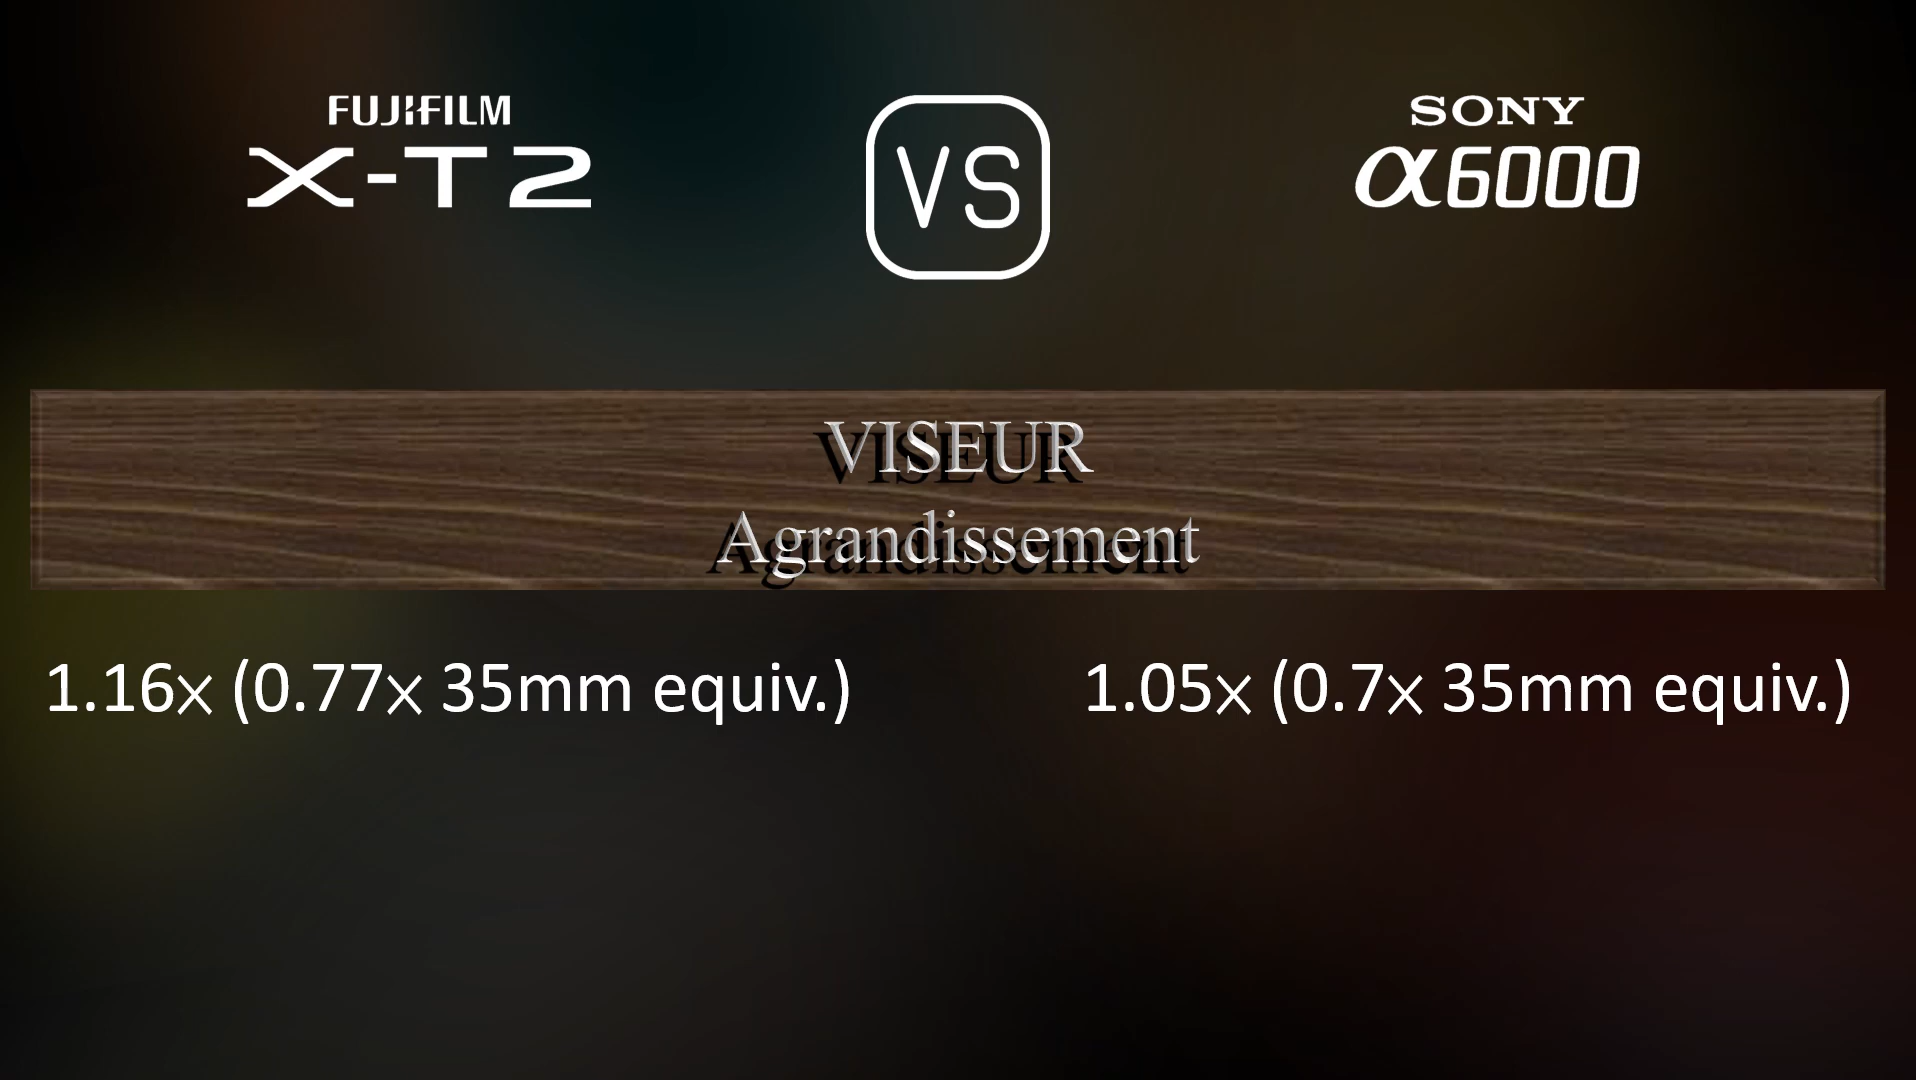 FUJIFILM
X-T2
VS
SONY
α6000
VISEUR
Agrandissement
1.16x (0.77x 35mm equiv.)
1.05x (0.7x 35mm equiv.)